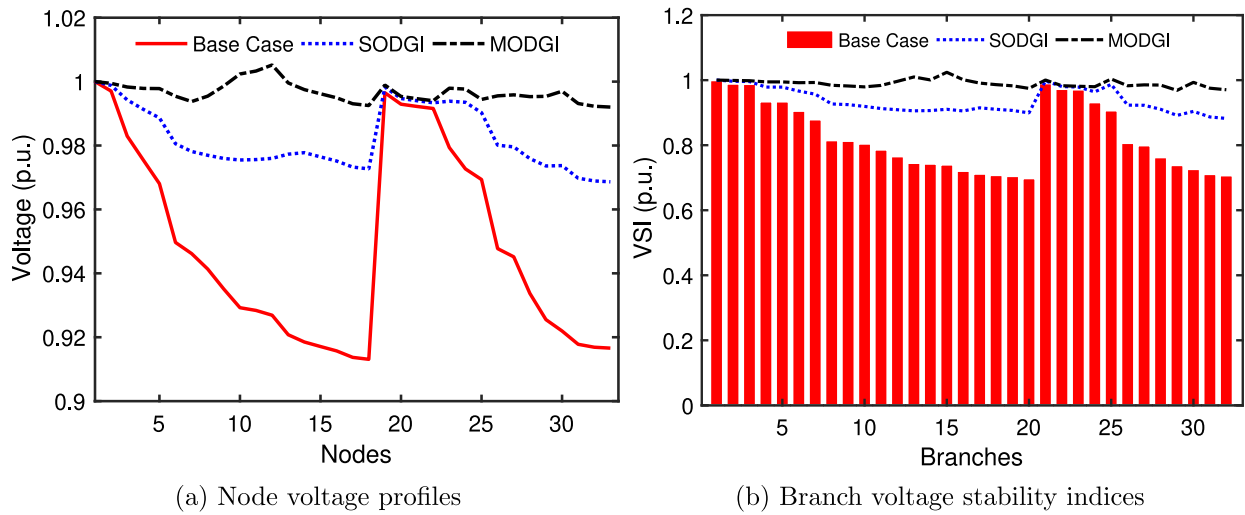 1.02
1
0.98
0.96
0.94
0.92
0.9
Voltage (p.u.)
Base Case SODGI MODGI
5 10 15 20 25 30
Nodes
(a) Node voltage profiles
1.2
1.0
0.8
0.6
0.4
0.2
0
VSI (p.u.)
Base Case SODGI MODGI
5 10 15 20 25 30
Branches
(b) Branch voltage stability indices